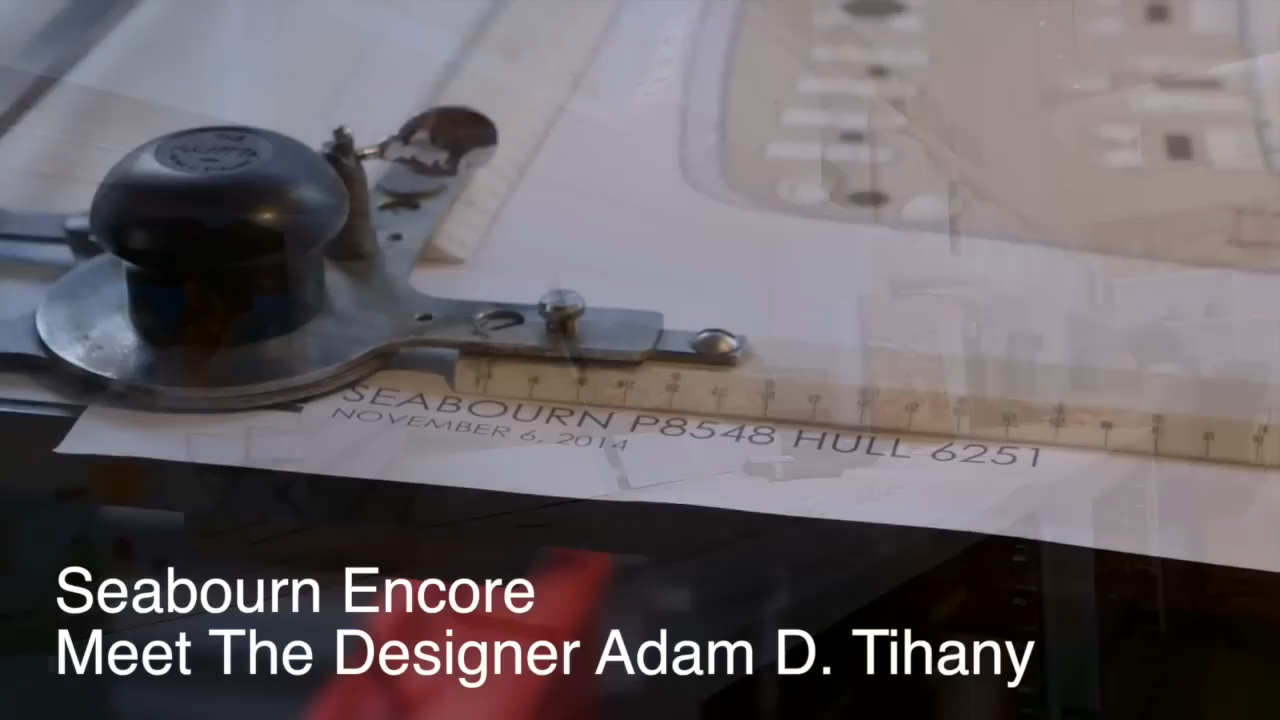 SEABOURN P8548 HULL 6251
NOVEMBER 6, 2014
Seabourn Encore
Meet The Designer Adam D. Tihany